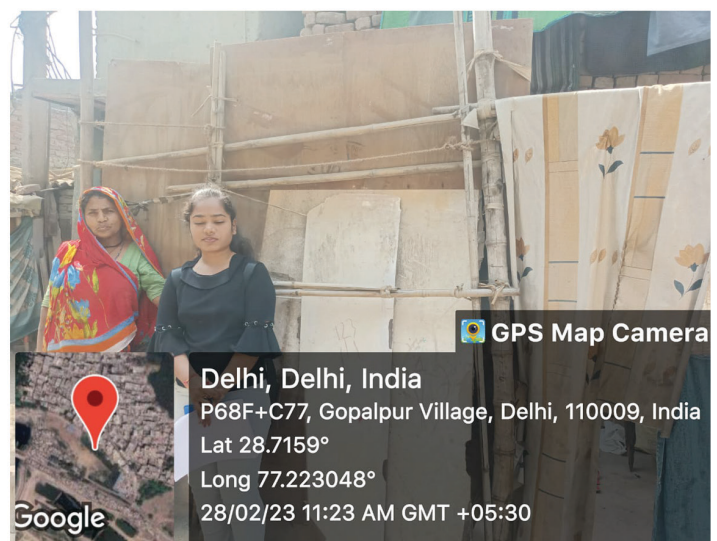 GPS Map Camera
Delhi, Delhi, India
P68F+C77, Gopalpur Village, Delhi, 110009, India
Lat 28.7159°
Long 77.223048°
28/02/23 11:23 AM GMT +05:30
Google